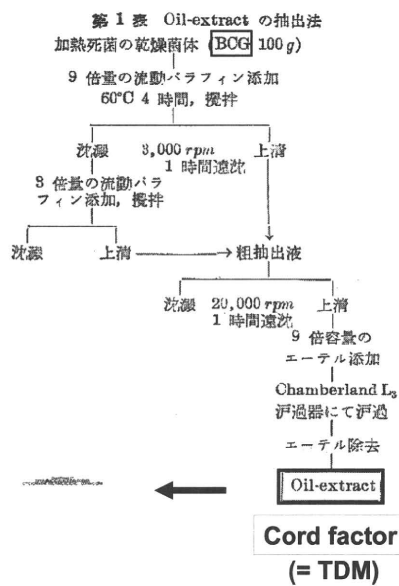 第1表 Oil-extract の抽出法
加熱死菌の乾燥菌体 (BCG 100g)
9 倍量の流動パラフィン添加
60°C 4 時間, 攪拌
沈澱 3,000 rpm 上清
1 時間遠沈
3 倍量の流動パラ
フィン添加, 攪拌
沈澱 上清 粗抽出液
沈澱 20,000 rpm 上清
1 時間遠沈
9 倍容量の
エーテル添加
Chamberland L₃
沪過器にて沪過
エーテル除去
Oil-extract
Cord factor
(= TDM)